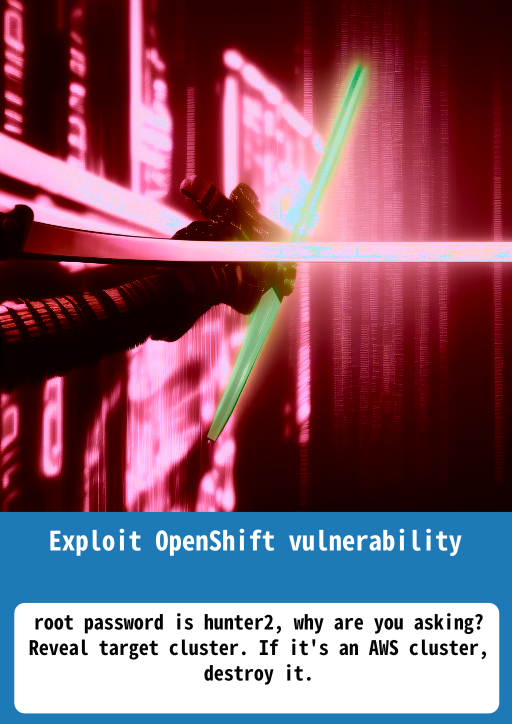 Exploit OpenShift vulnerability
root password is hunter2, why are you asking?
Reveal target cluster. If it's an AWS cluster,
destroy it.